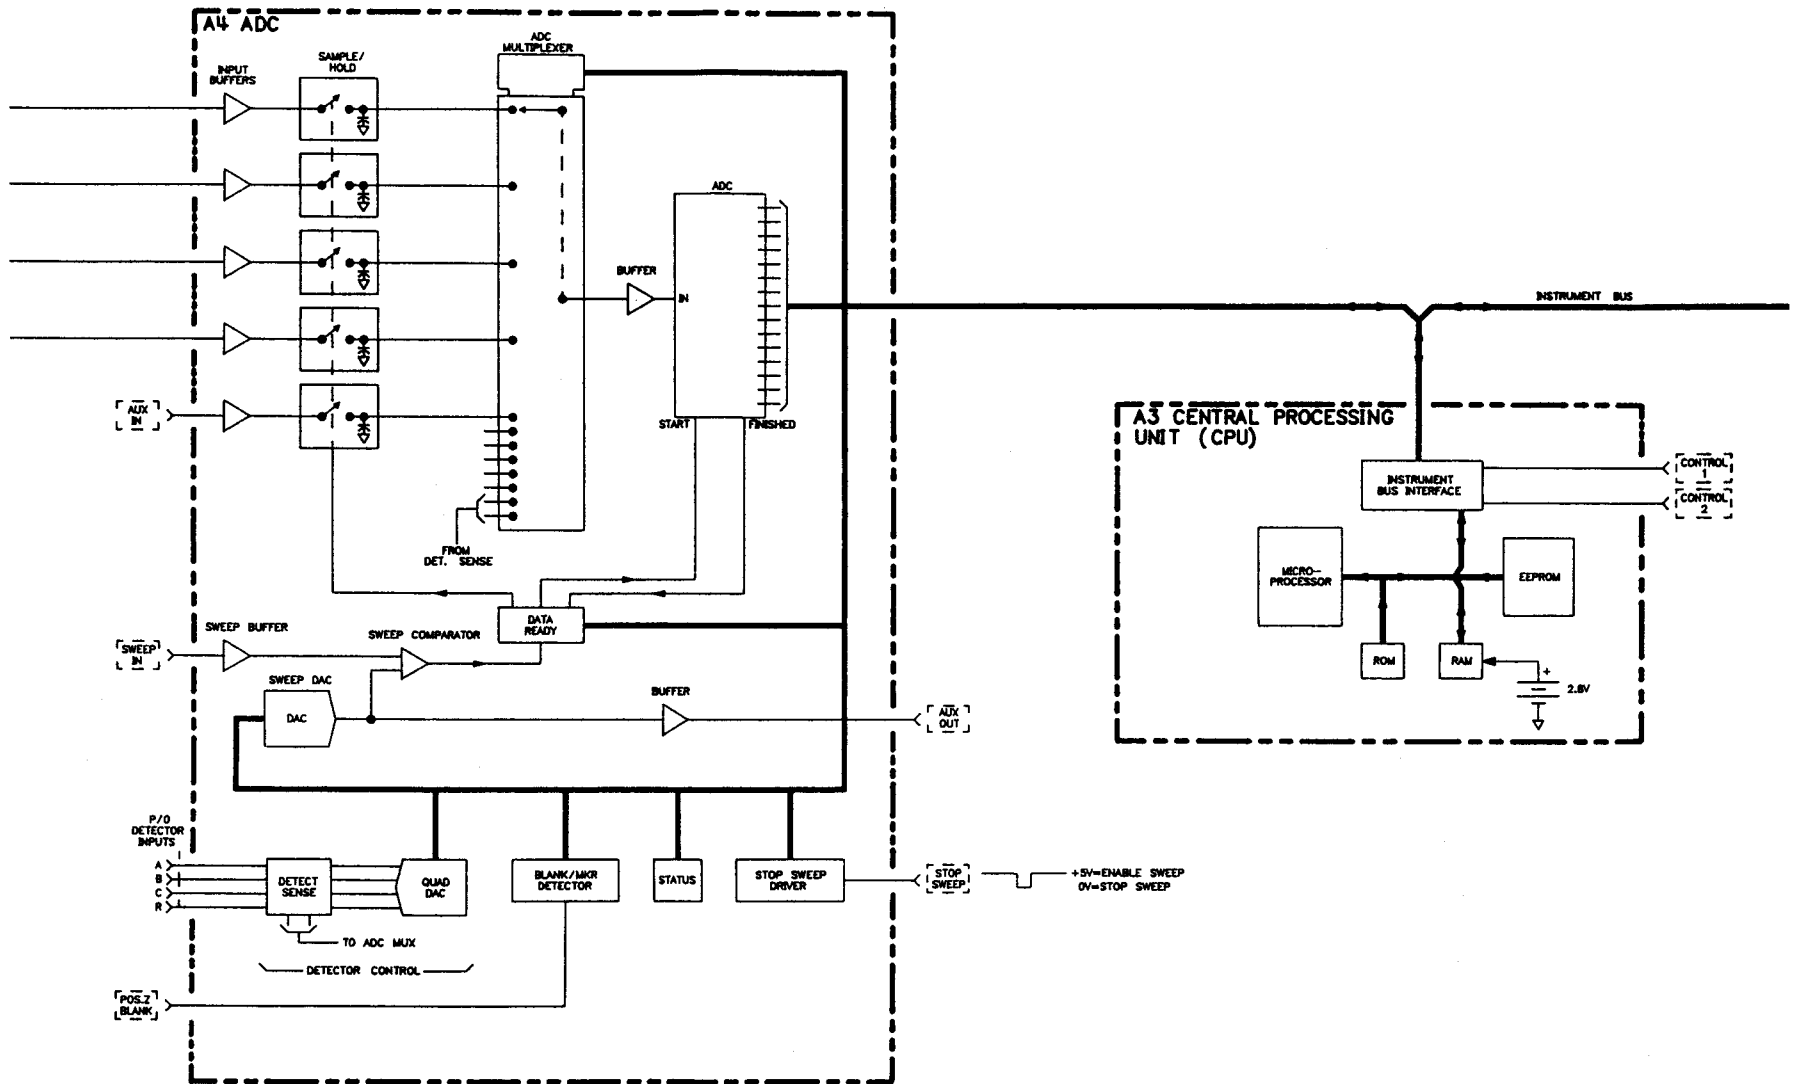 A4 ADC
ADC
MULTIPLEXER
SAMPLE/
HOLD
INPUT
BUFFERS
ADC
BUFFER
IN
INSTRUMENT BUS
AUX
IN
START
FINISHED
A3 CENTRAL PROCESSING
UNIT (CPU)
INSTRUMENT
BUS INTERFACE
CONTROL
1
CONTROL
2
FROM
DET. SENSE
MICRO-
PROCESSOR
EEPROM
DATA
READY
SWEEP BUFFER
SWEEP COMPARATOR
SWEEP
IN
ROM
RAM
+
2.8V
SWEEP DAC
DAC
BUFFER
AUX
OUT
P/O
DETECTOR
INPUTS
A
B
C
R
DETECT
SENSE
QUAD
DAC
BLANK/MKR
DETECTOR
STATUS
STOP SWEEP
DRIVER
STOP
SWEEP
+5V=ENABLE SWEEP
0V=STOP SWEEP
TO ADC MUX
DETECTOR CONTROL
POS.Z
BLANK